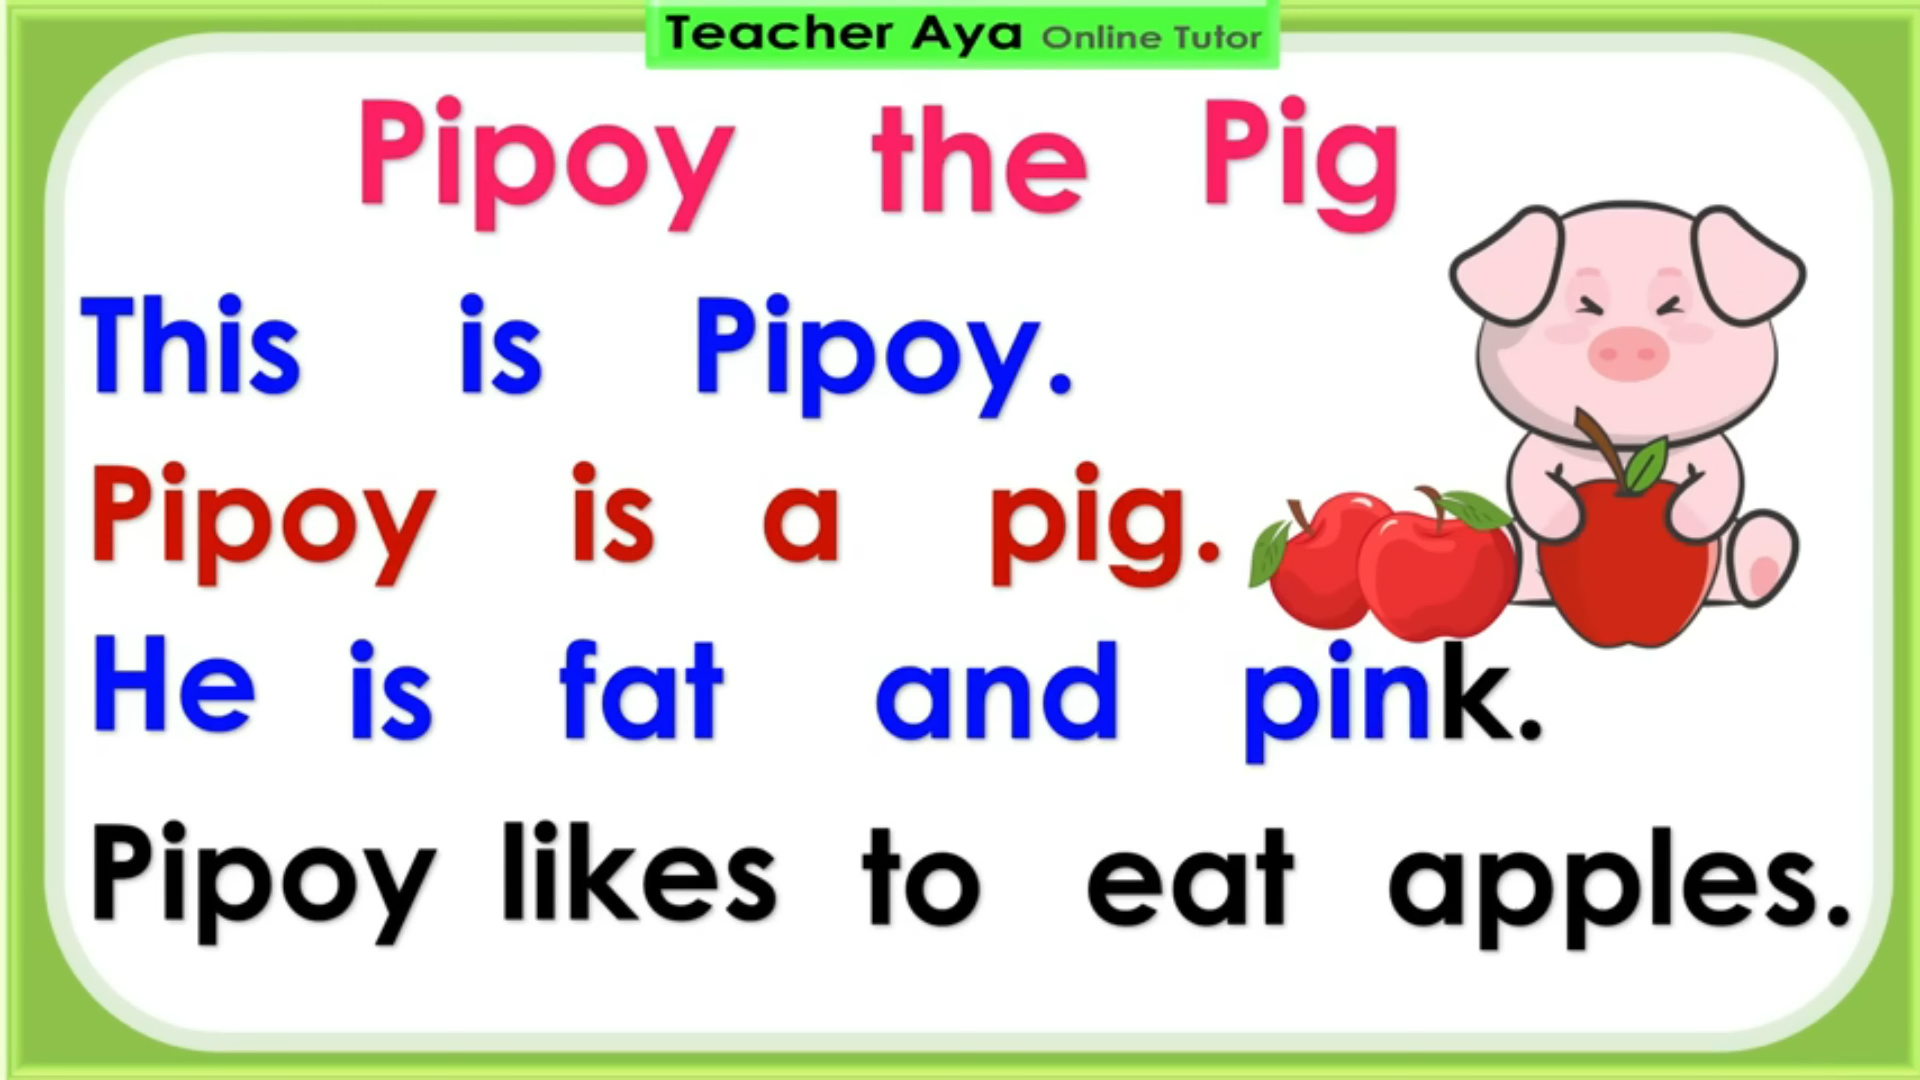 Teacher Aya Online Tutor
Pipoy the Pig
This is Pipoy.
Pipoy is a pig.
He is fat and pink.
Pipoy likes to eat apples.